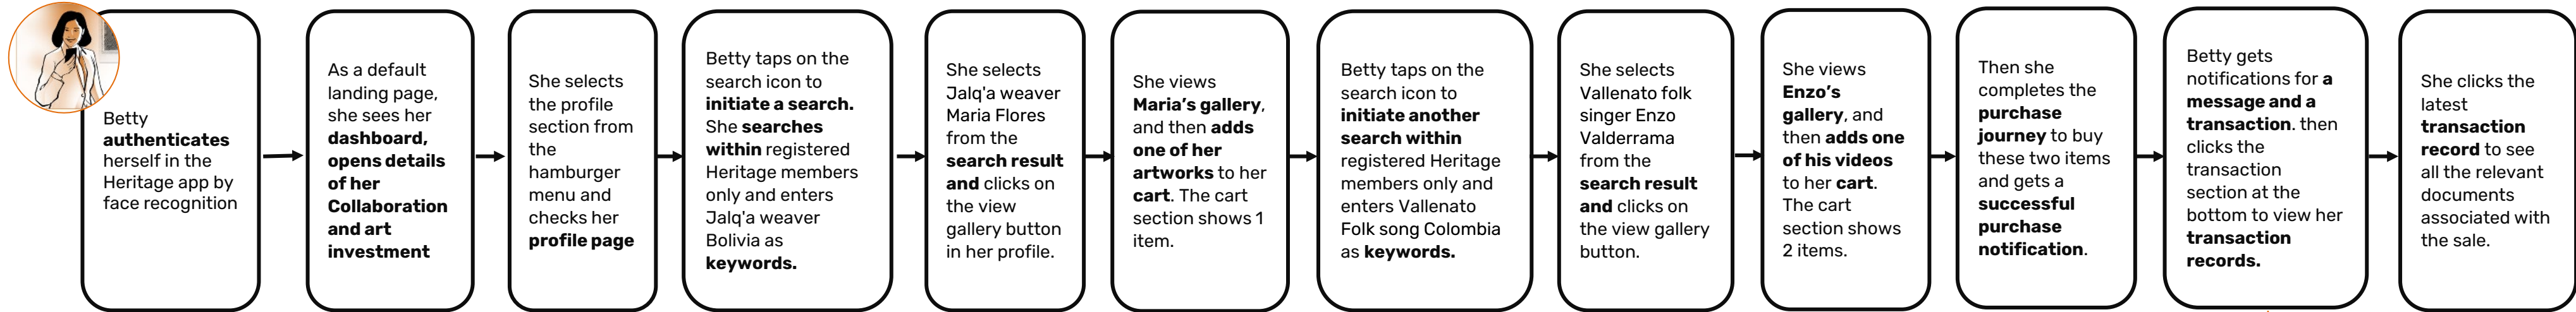 Betty
authenticates
herself in the
Heritage app by
face recognition
As a default
landing page,
she sees her
dashboard,
opens details
of her
Collaboration
and art
investment
She selects
the profile
section from
the
hamburger
menu and
checks her
profile page
Betty taps on the
search icon to
initiate a search.
She searches
within registered
Heritage members
only and enters
Jalq'a weaver
Bolivia as
keywords.
She selects
Jalq'a weaver
Maria Flores
from the
search result
and clicks on
the view
gallery button
in her profile.
She views
Maria’s gallery,
and then adds
one of her
artworks to her
cart. The cart
section shows 1
item.
Betty taps on the
search icon to
initiate another
search within
registered Heritage
members only and
enters Vallenato
Folk song Colombia
as keywords.
She selects
Vallenato folk
singer Enzo
Valderrama
from the
search result
and clicks on
the view gallery
button.
She views
Enzo’s
gallery, and
then adds one
of his videos
to her cart.
The cart
section shows
2 items.
Then she
completes the
purchase
journey to buy
these two items
and gets a
successful
purchase
notification.
Betty gets
notifications for a
message and a
transaction. then
clicks the
transaction
section at the
bottom to view her
transaction
records.
She clicks the
latest
transaction
record to see
all the relevant
documents
associated with
the sale.